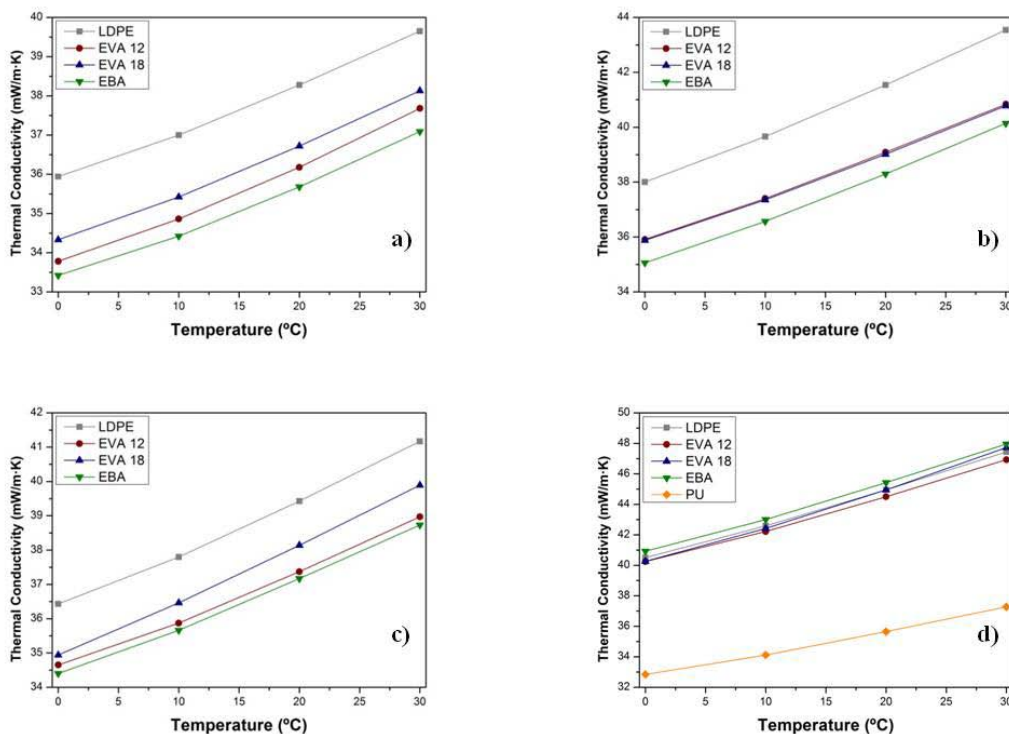 40
39
38
37
36
35
34
33
Thermal Conductivity (mW/m·K)
LDPE
EVA 12
EVA 18
EBA
a)
0 5 10 15 20 25 30
Temperature (ºC)
44
42
40
38
36
34
Thermal Conductivity (mW/m·K)
LDPE
EVA 12
EVA 18
EBA
b)
0 5 10 15 20 25 30
Temperature (ºC)
42
41
40
39
38
37
36
35
34
Thermal Conductivity (mW/m·K)
LDPE
EVA 12
EVA 18
EBA
c)
0 5 10 15 20 25 30
Temperature (ºC)
50
48
46
44
42
40
38
36
34
32
Thermal Conductivity (mW/m·K)
LDPE
EVA 12
EVA 18
EBA
PU
d)
0 5 10 15 20 25 30
Temperature (ºC)